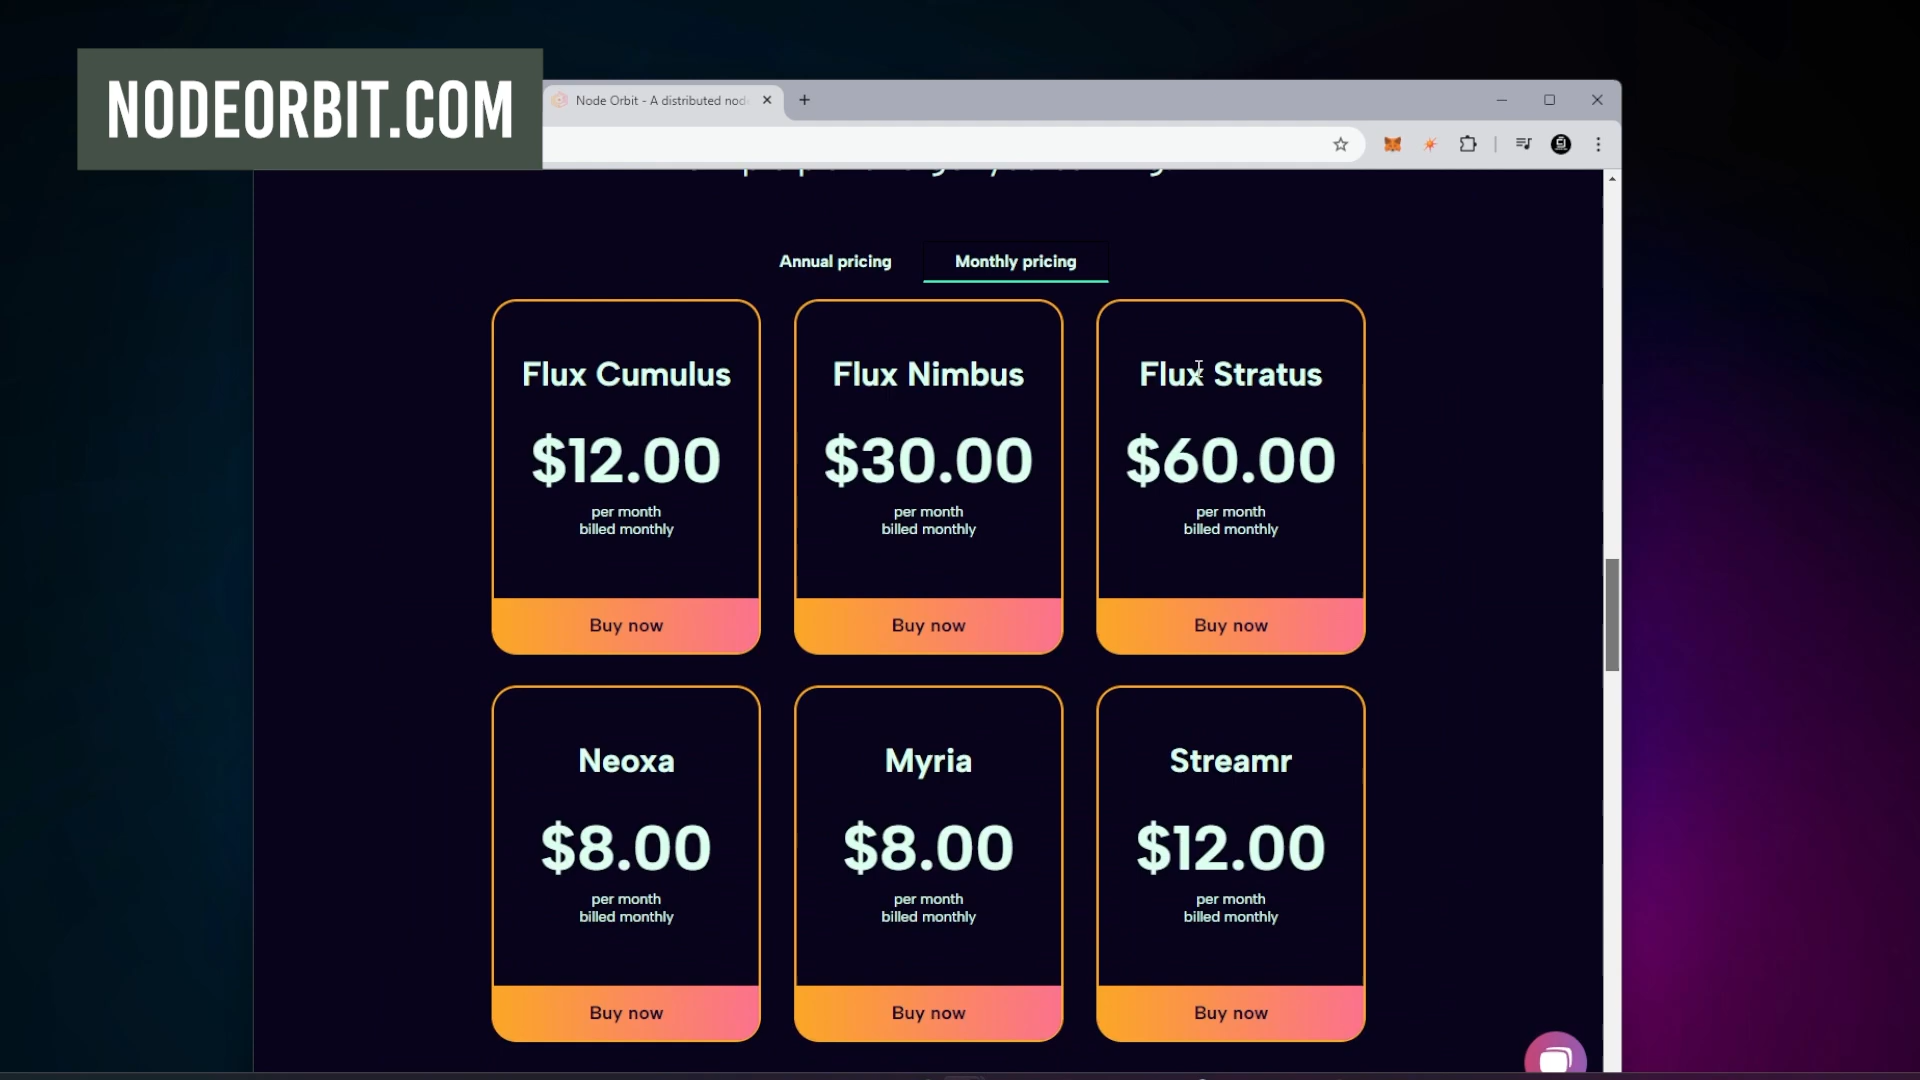 NODEORBIT.COM
Node Orbit - A distributed nod
Annual pricing
Monthly pricing
Flux Cumulus
$12.00
per month
billed monthly
Buy now
Flux Nimbus
$30.00
per month
billed monthly
Buy now
Flux Stratus
$60.00
per month
billed monthly
Buy now
Neoxa
$8.00
per month
billed monthly
Buy now
Myria
$8.00
per month
billed monthly
Buy now
Streamr
$12.00
per month
billed monthly
Buy now